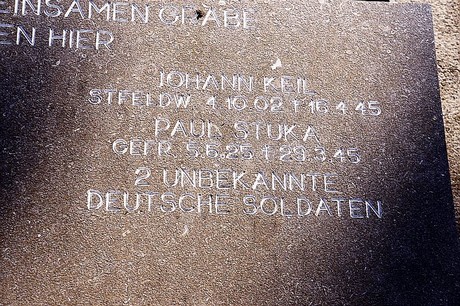 EINSAMEN GRABE
EN HIER
JOHANN KEIL
STFELDW. 4.10.02 † 16.4.45
PAUL STUKA
GEFR. 5.5.25 † 29.3.45
2 UNBEKANNTE
DEUTSCHE SOLDATEN